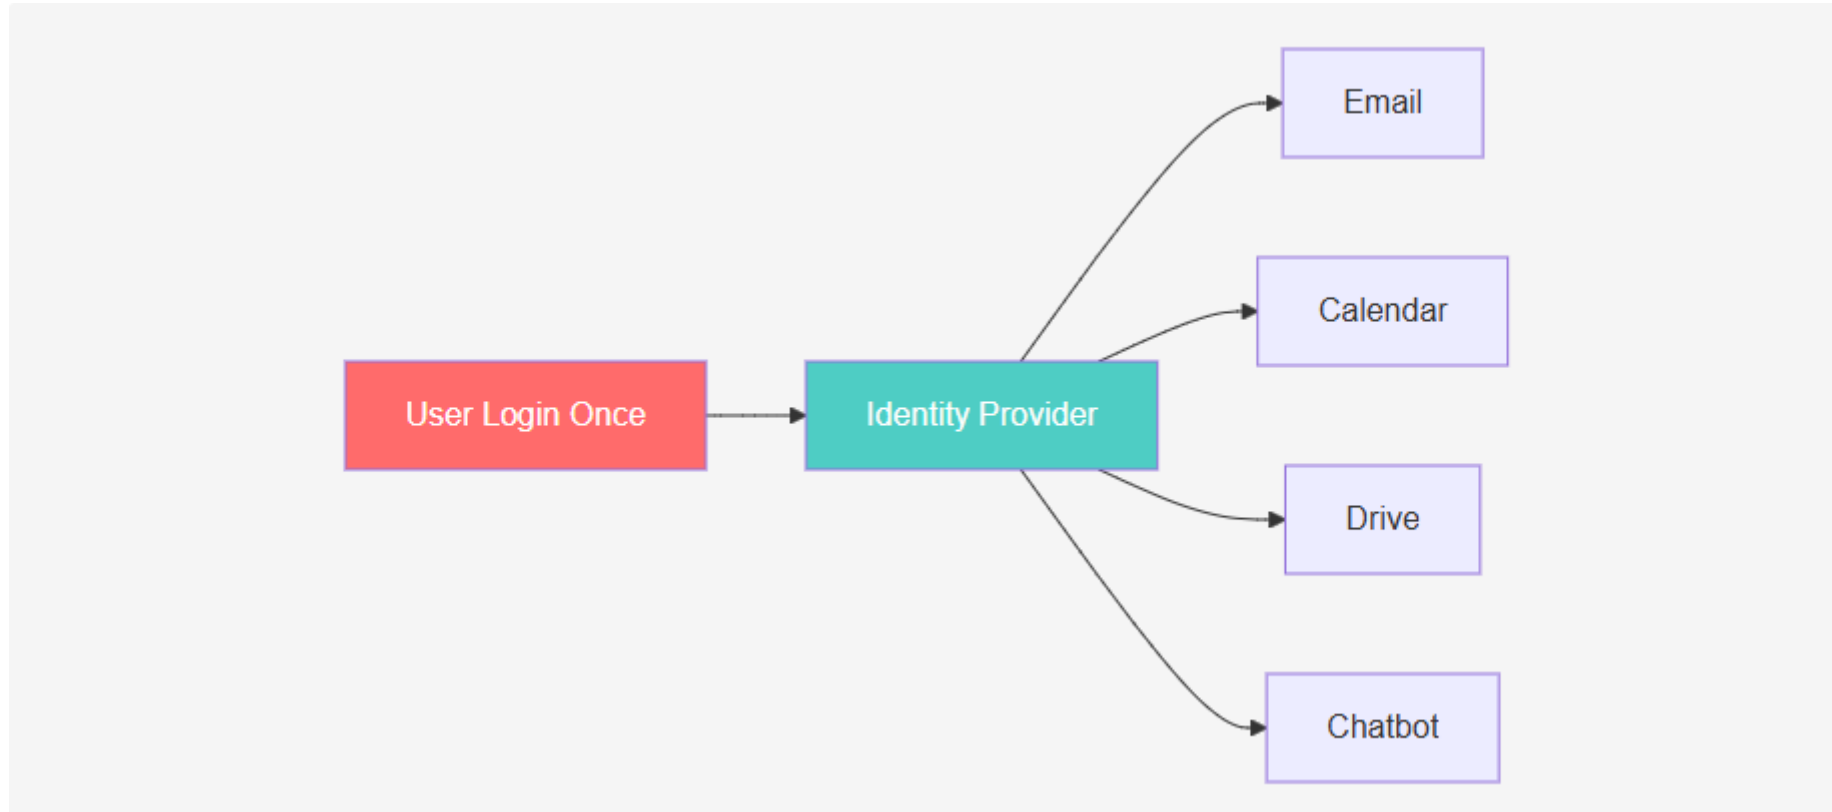 User Login Once
Identity Provider
Email
Calendar
Drive
Chatbot